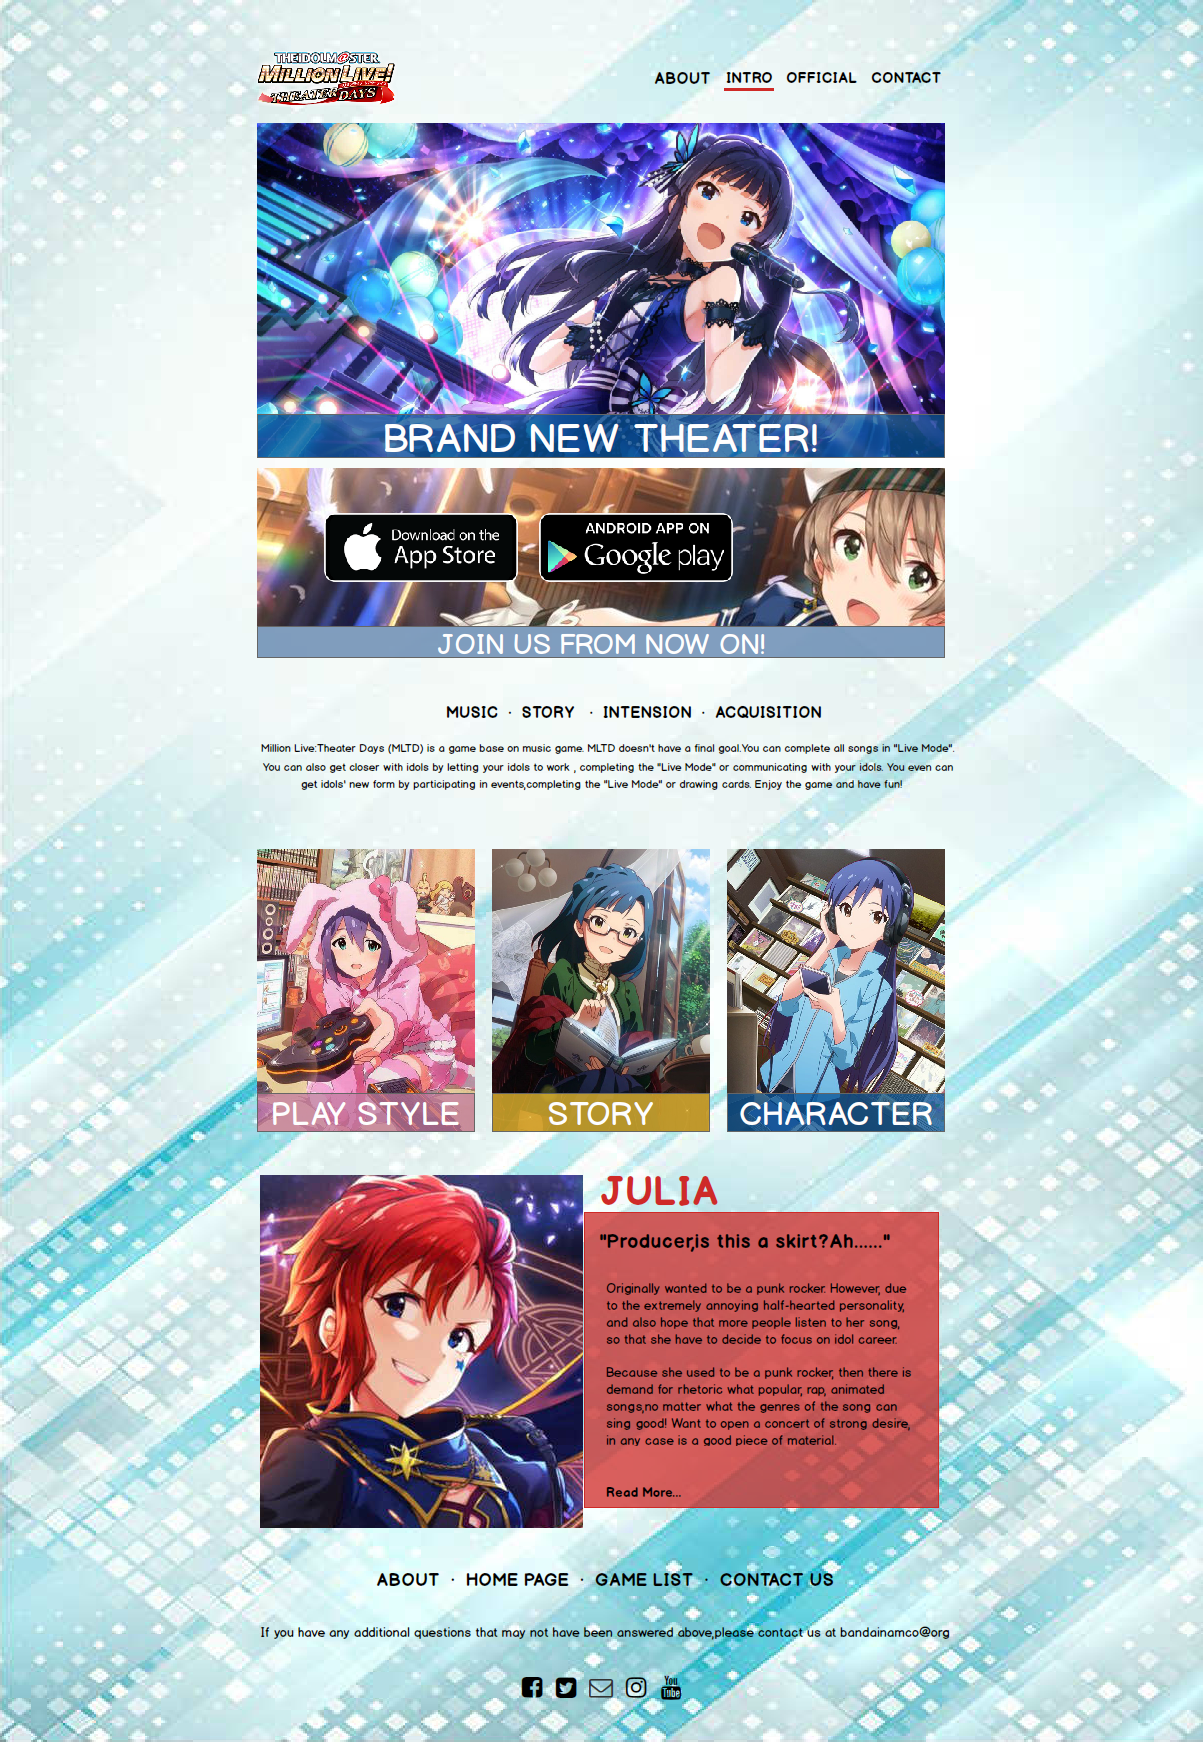 THE IDOLM@STER
MILLION LIVE!
THEATER DAYS
ABOUT INTRO OFFICIAL CONTACT
BRAND NEW THEATER!
Download on the
App Store
ANDROID APP ON
Google play
JOIN US FROM NOW ON!
MUSIC · STORY · INTENSION · ACQUISITION
Million Live:Theater Days (MLTD) is a game base on music game. MLTD doesn't have a final goal.You can complete all songs in "Live Mode".
You can also get closer with idols by letting your idols to work , completing the "Live Mode" or communicating with your idols. You even can
get idols' new form by participating in events,completing the "Live Mode" or drawing cards. Enjoy the game and have fun!
PLAY STYLE
STORY
CHARACTER
JULIA
"Producer,is this a skirt?Ah......"
Originally wanted to be a punk rocker. However, due
to the extremely annoying half-hearted personality,
and also hope that more people listen to her song,
so that she have to decide to focus on idol career.
Because she used to be a punk rocker, then there is
demand for rhetoric what popular, rap, animated
songs,no matter what the genres of the song can
sing good! Want to open a concert of strong desire,
in any case is a good piece of material.
Read More...
ABOUT · HOME PAGE · GAME LIST · CONTACT US
If you have any additional questions that may not have been answered above,please contact us at bandainamco@org
You
Tube